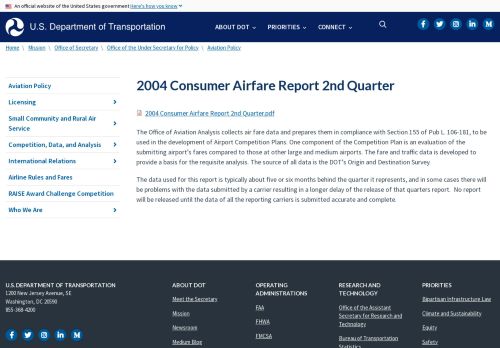 An official website of the United States government Here's how you know
U.S. Department of Transportation
ABOUT DOT
PRIORITIES
CONNECT
Home \ Mission \ Office of Secretary \ Office of the Under Secretary for Policy \ Aviation Policy
Aviation Policy
Licensing
Small Community and Rural Air
Service
Competition, Data, and Analysis
International Relations
Airline Rules and Fares
RAISE Award Challenge Competition
Who We Are
2004 Consumer Airfare Report 2nd Quarter
2004 Consumer Airfare Report 2nd Quarter.pdf
The Office of Aviation Analysis collects air fare data and prepares them in compliance with Section 155 of Pub L. 106-181, to be
used in the development of Airport Competition Plans. One component of the Competition Plan is an evaluation of the
submitting airport's fares compared to those at other large and medium airports. The fare and traffic data is developed to
provide a basis for the requisite analysis. The source of all data is the DOT's Origin and Destination Survey.
The data used for this report is typically about five or six months behind the quarter it represents, and in some cases there will
be problems with the data submitted by a carrier resulting in a longer delay of the release of that quarters report. No report
will be released until the data of all the reporting carriers is submitted accurate and complete.
U.S. DEPARTMENT OF TRANSPORTATION
1200 New Jersey Avenue, SE
Washington, DC 20590
855-368-4200
ABOUT DOT
Meet the Secretary
Mission
Newsroom
Medium Blog
OPERATING
ADMINISTRATIONS
FAA
FHWA
FMCSA
RESEARCH AND
TECHNOLOGY
Office of the Assistant
Secretary for Research and
Technology
Bureau of Transportation
Statistics
PRIORITIES
Bipartisan Infrastructure Law
Climate and Sustainability
Equity
Safety